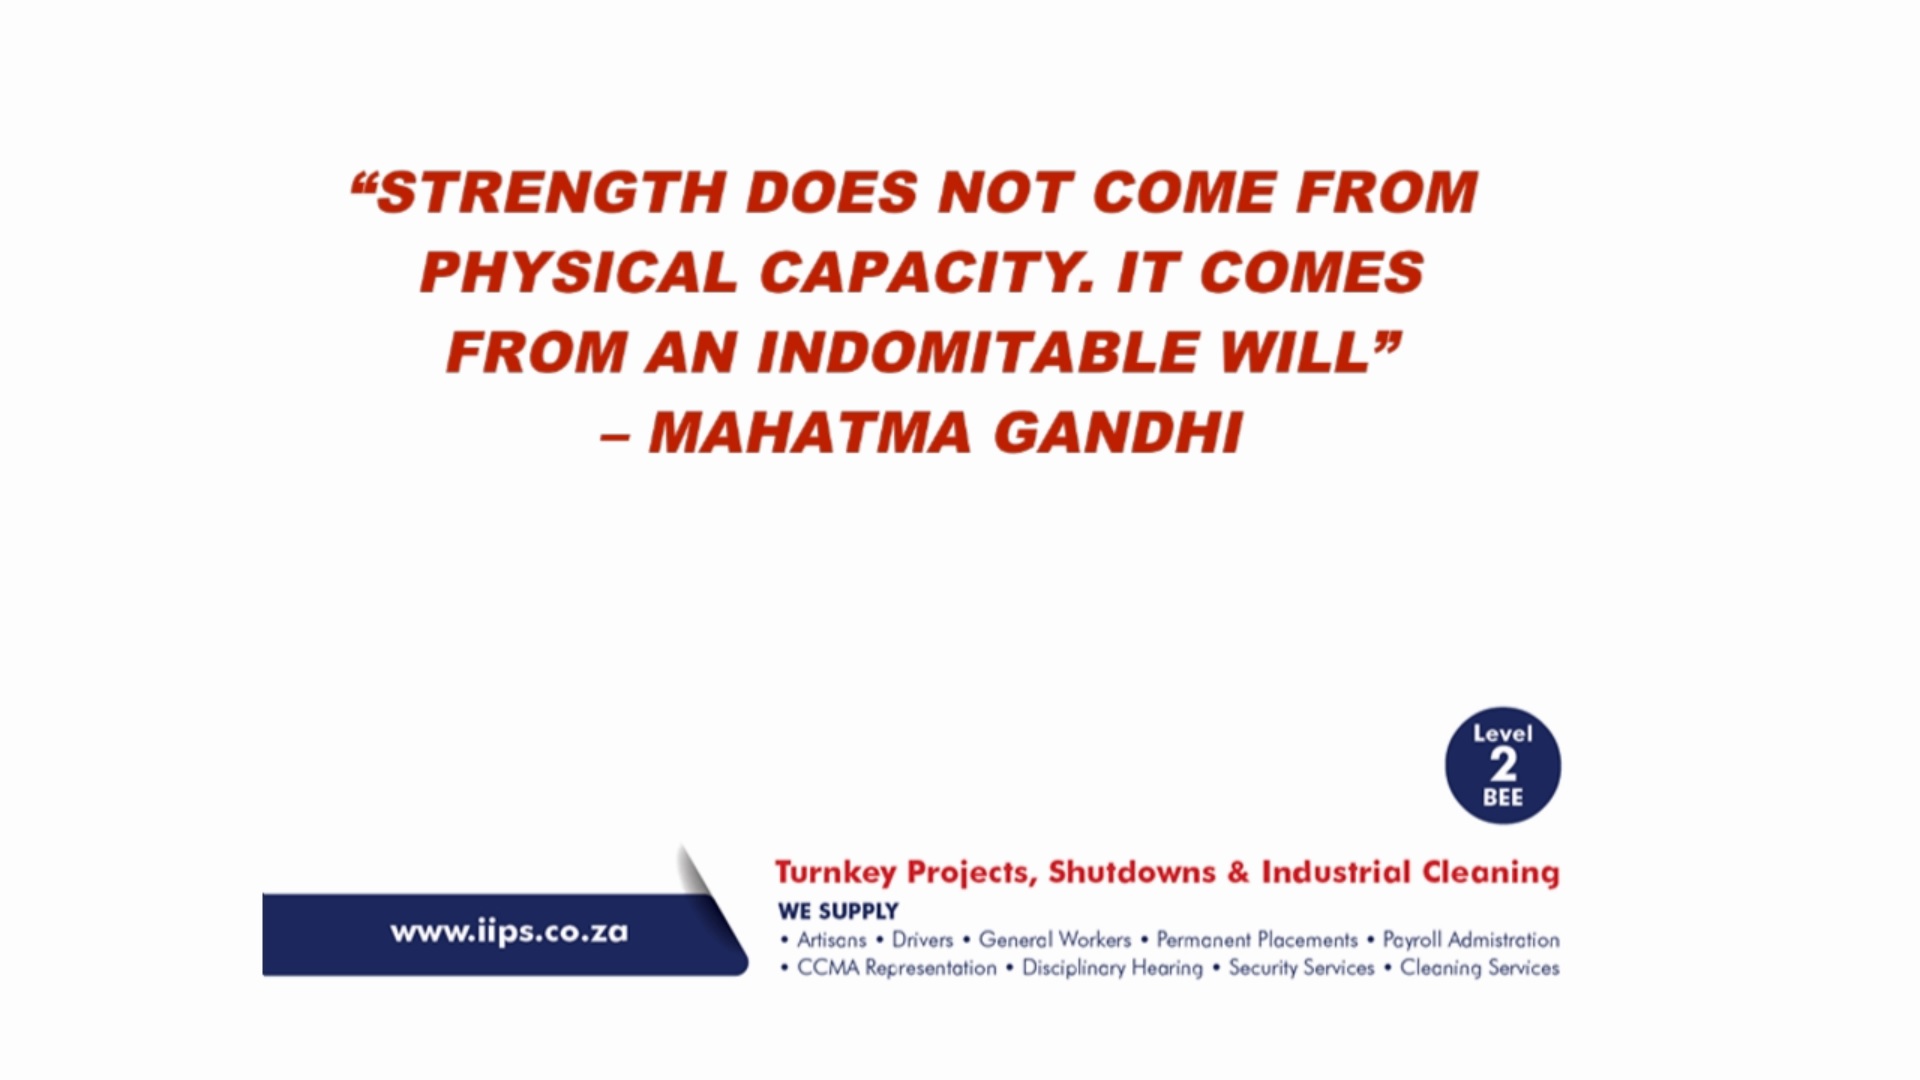 “STRENGTH DOES NOT COME FROM
PHYSICAL CAPACITY. IT COMES
FROM AN INDOMITABLE WILL”
– MAHATMA GANDHI
Level
2
BEE
Turnkey Projects, Shutdowns & Industrial Cleaning
www.iips.co.za
WE SUPPLY
• Artisans • Drivers • General Workers • Permanent Placements • Payroll Admistration
• CCMA Representation • Disciplinary Hearing • Security Services • Cleaning Services